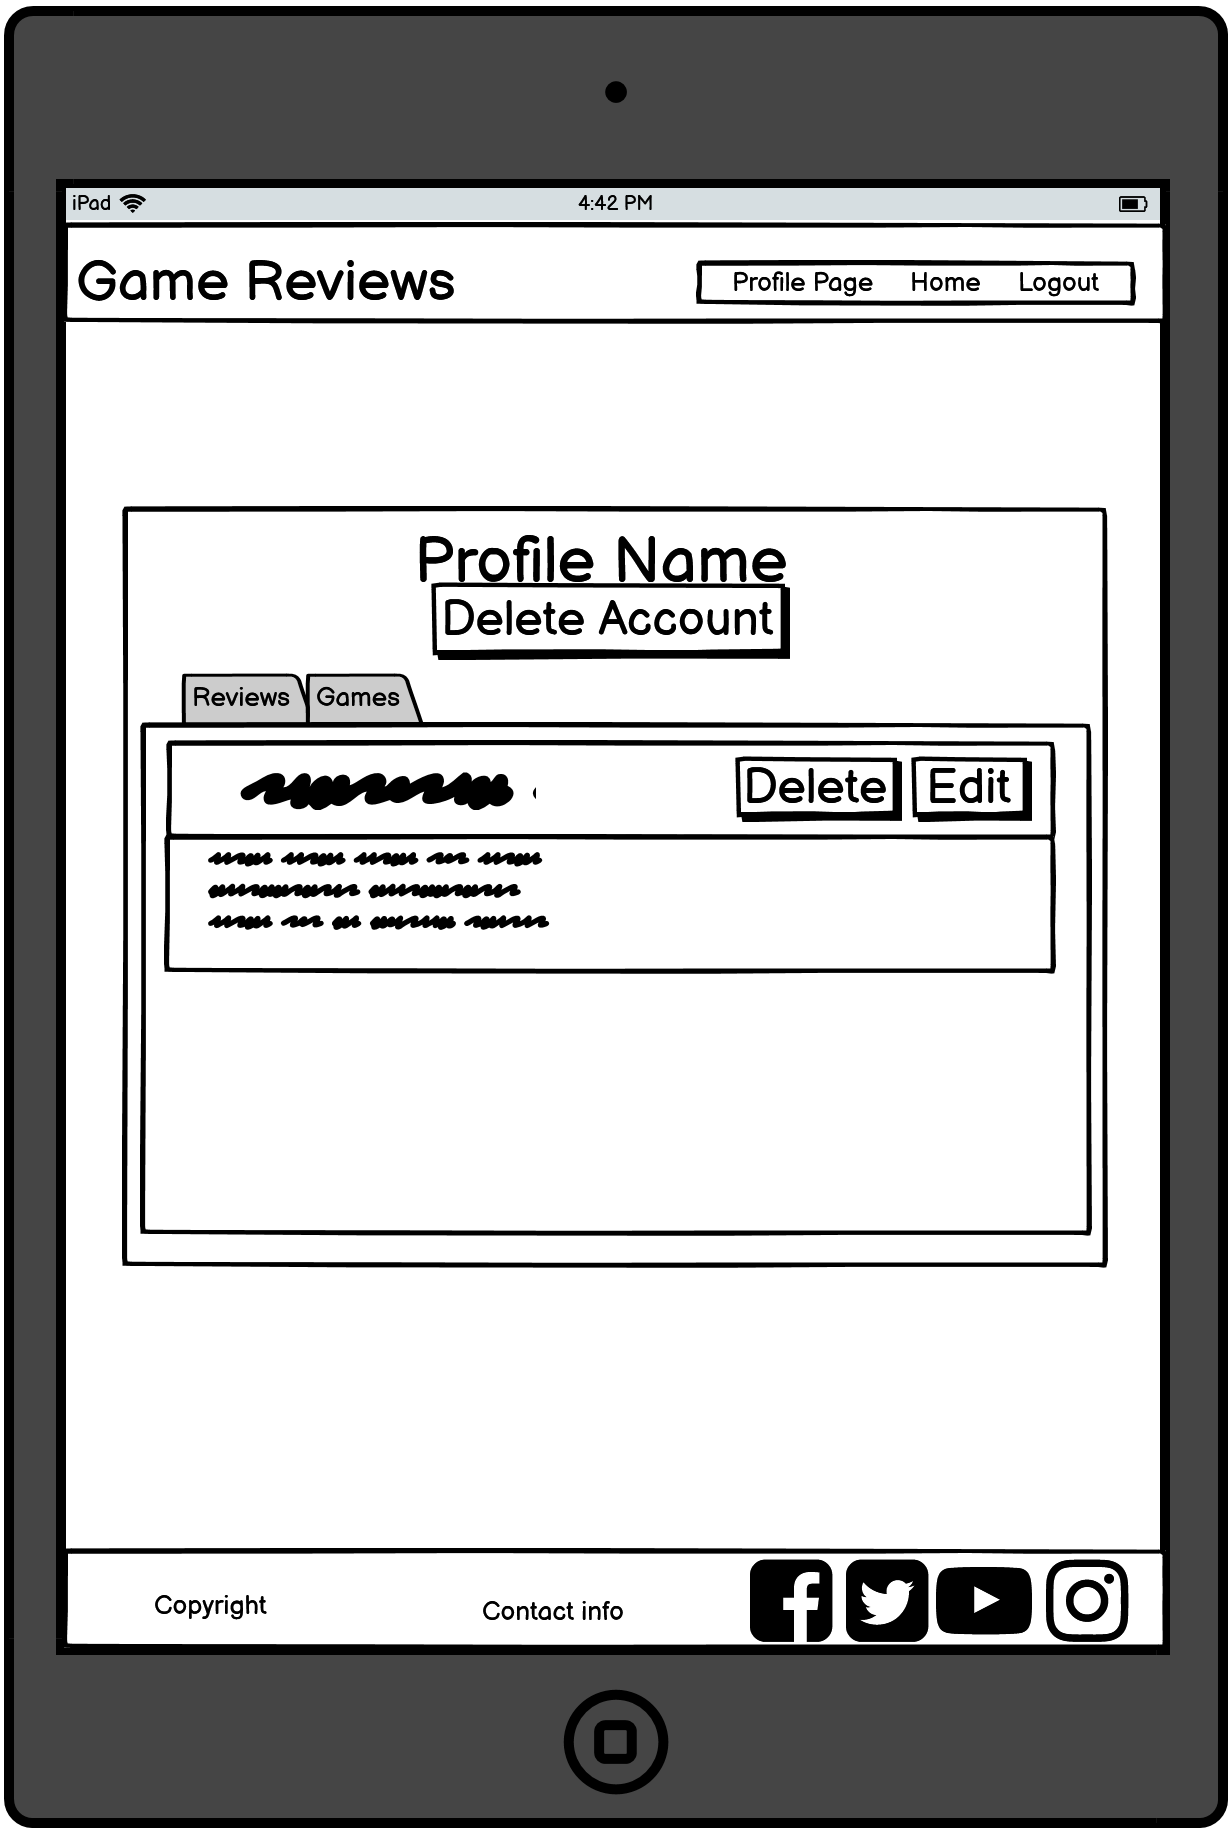 iPad 4:42 PM
Game Reviews Profile Page Home Logout
Profile Name
Delete Account
Reviews Games
Delete Edit
Copyright Contact info